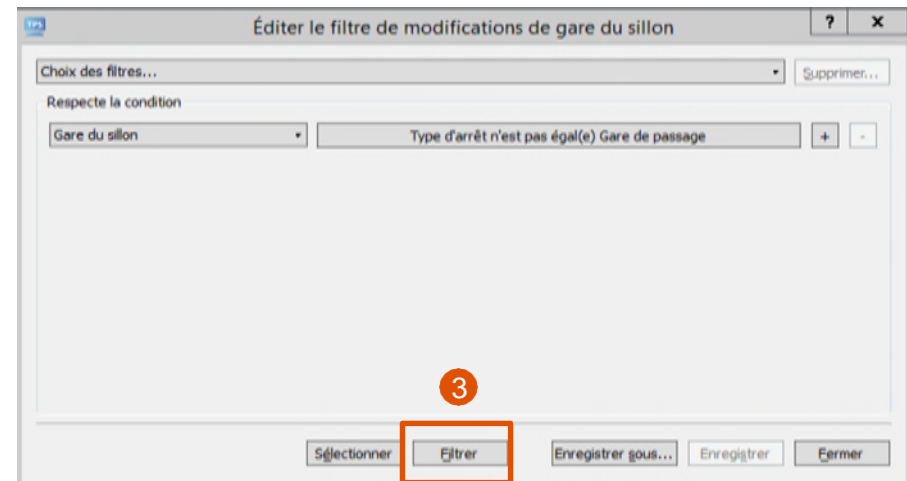 TPS Éditer le filtre de modifications de gare du sillon ? x
Choix des filtres... Supprimer...
Respecte la condition
Gare du sillon Type d'arrêt n'est pas égal(e) Gare de passage + -
3
Sélectionner Filtrer Enregistrer sous... Enregistrer Fermer